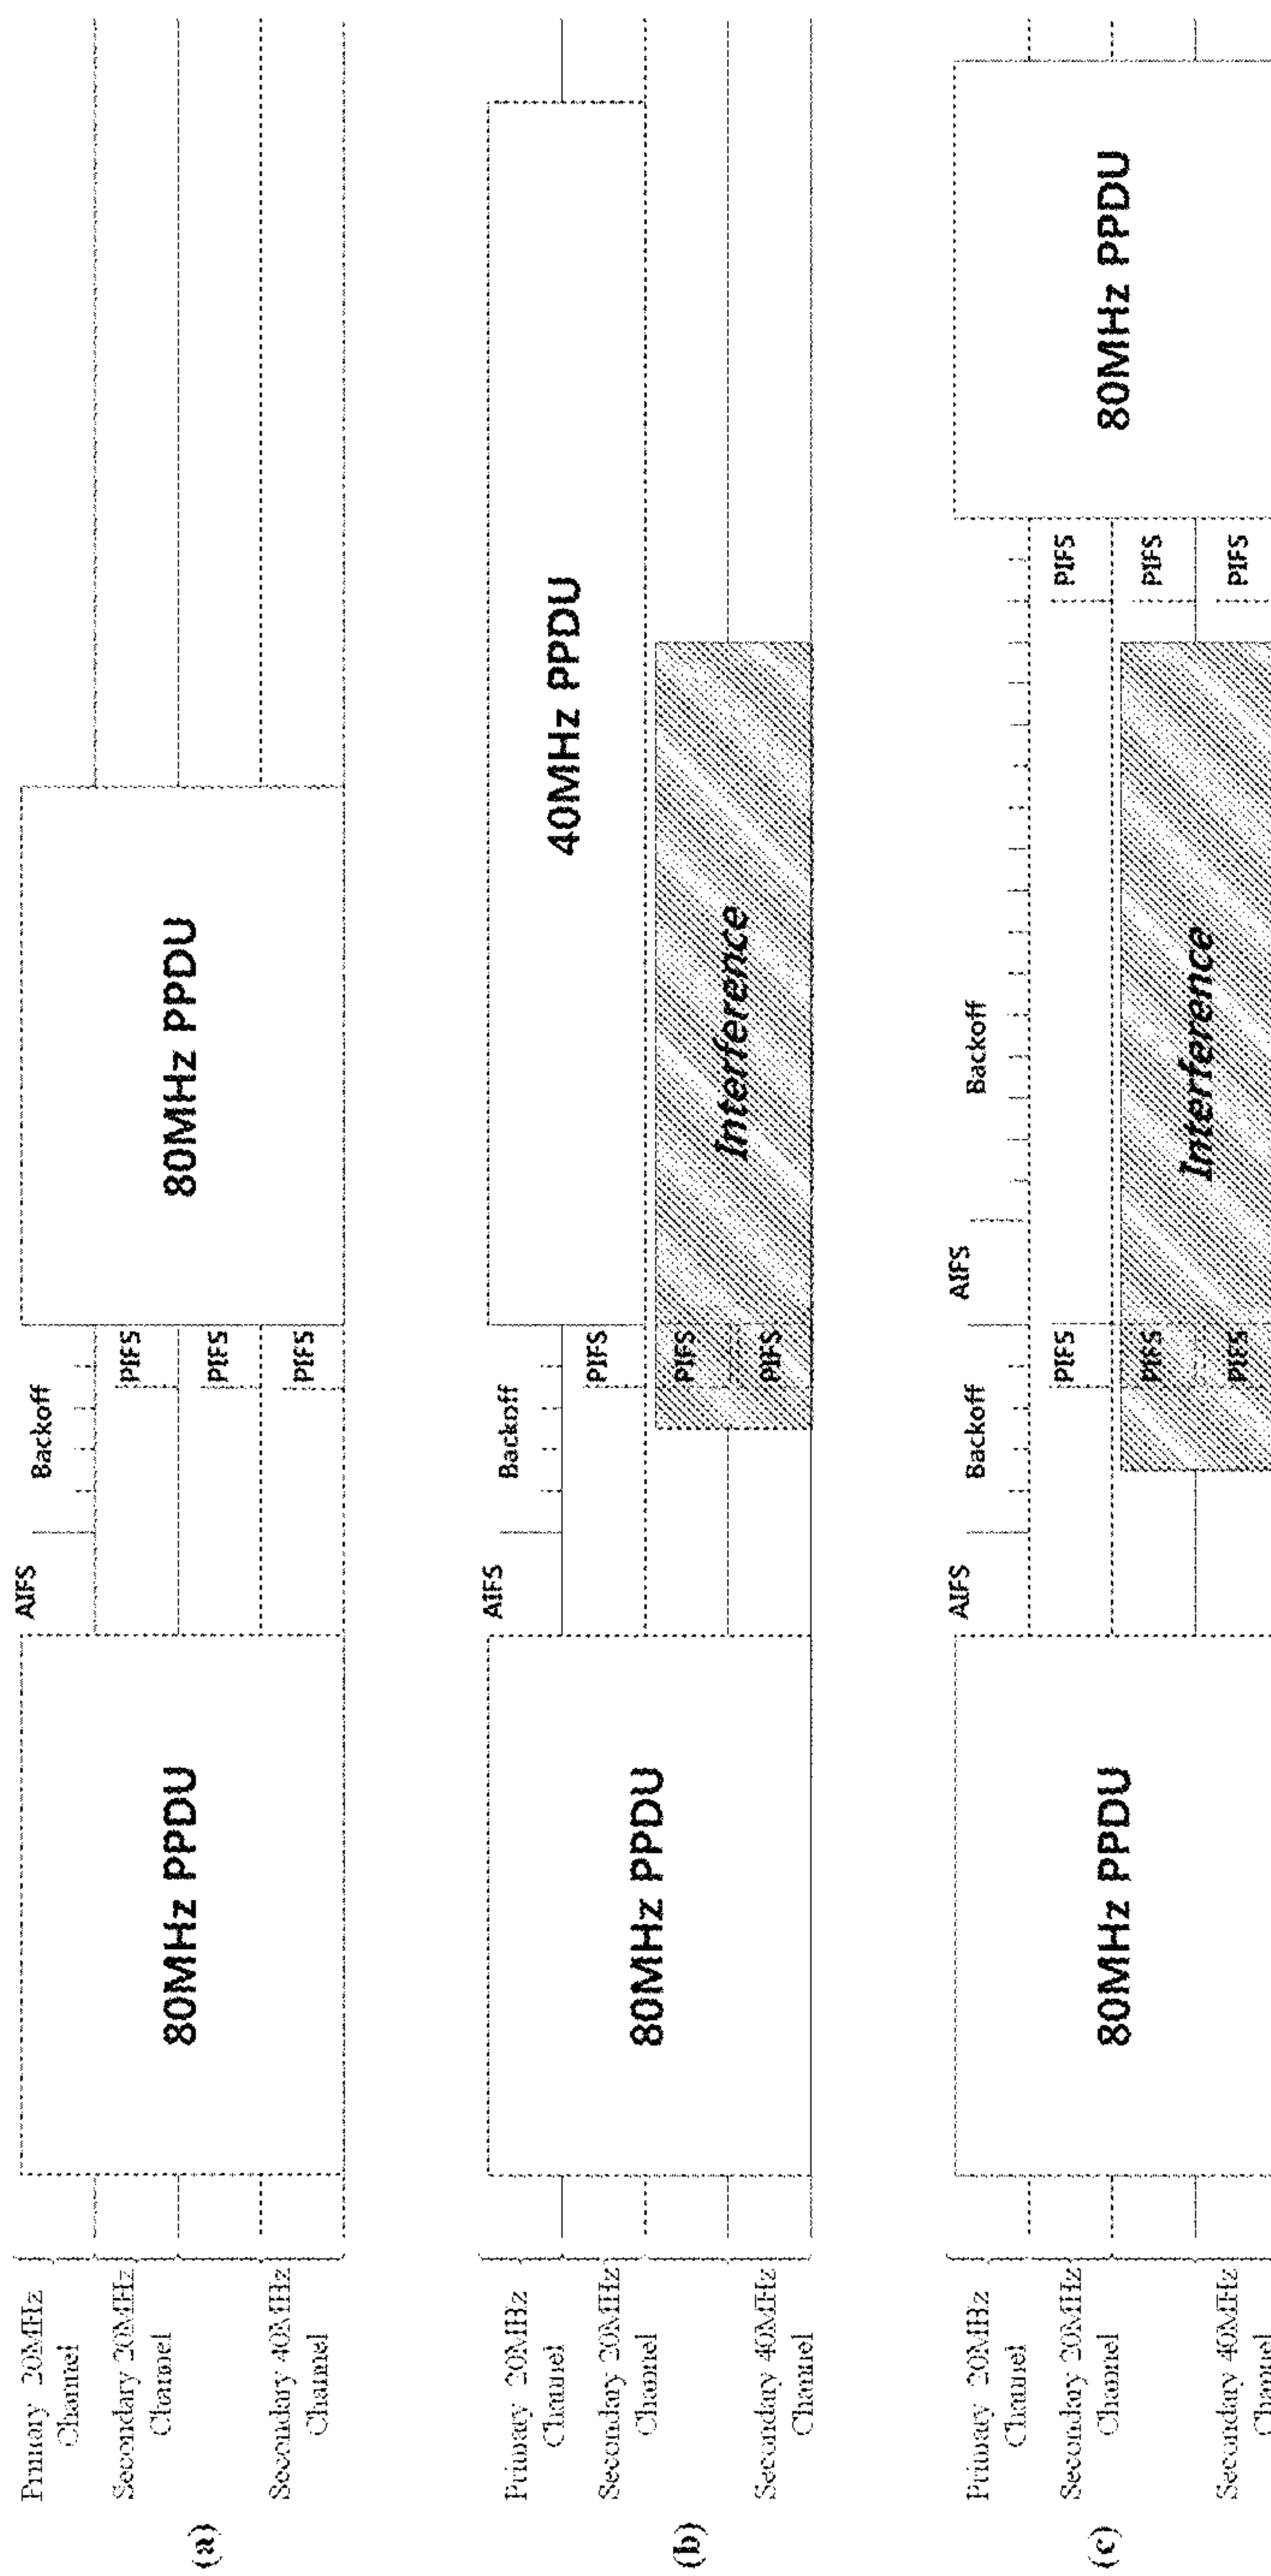 (a)
Primary 20MHz
Channel
Secondary 20MHz
Channel
Secondary 40MHz
Channel
80MHz PPDU
AIFS
Backoff
PIFS
PIFS
PIFS
80MHz PPDU
(b)
Primary 20MHz
Channel
Secondary 20MHz
Channel
Secondary 40MHz
Channel
80MHz PPDU
AIFS
Backoff
PIFS
PIFS
PIFS
40MHz PPDU
Interference
(c)
Primary 20MHz
Channel
Secondary 20MHz
Channel
Secondary 40MHz
Channel
80MHz PPDU
AIFS
Backoff
PIFS
PIFS
PIFS
AIFS
Backoff
Interference
PIFS
PIFS
PIFS
80MHz PPDU